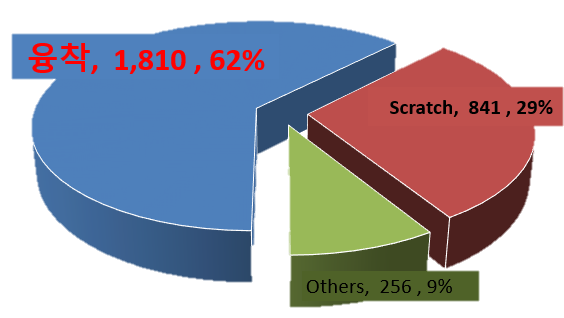 융착, 1,810 , 62%
Scratch, 841 , 29%
Others, 256 , 9%